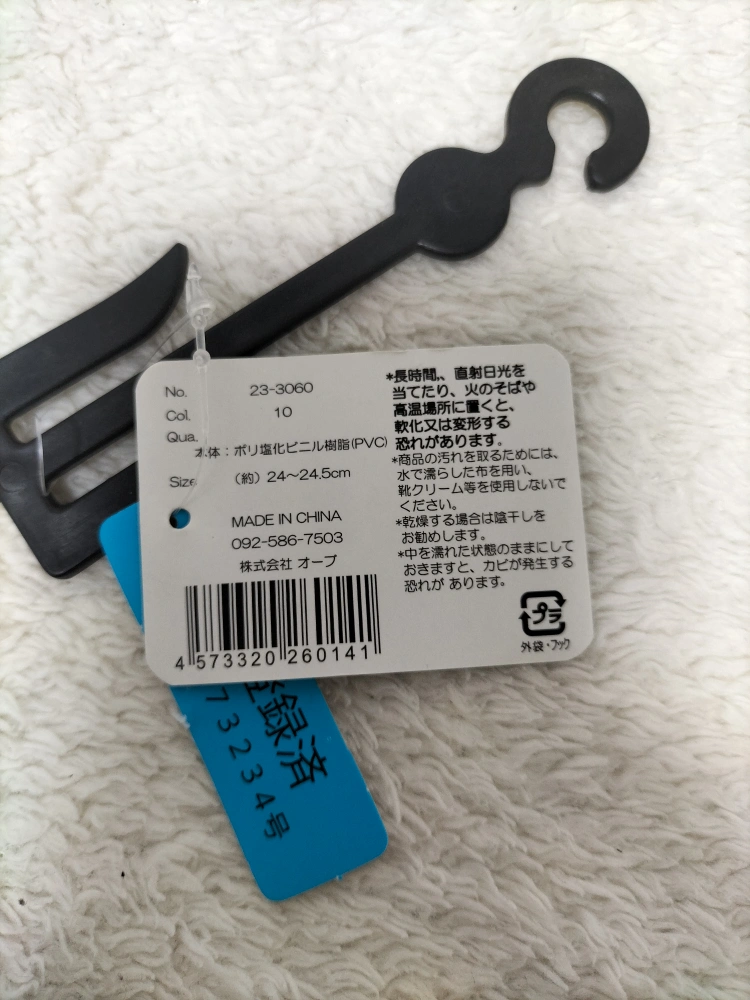 No. 23-3060
Col. 10
Qua.
本体：ポリ塩化ビニル樹脂(PVC)
Size （約）24〜24.5cm
MADE IN CHINA
092-586-7503
株式会社 オーブ
4 573320 260141
*長時間、、直射日光を
当てたり、火のそばや
高温場所に置くと、
軟化又は変形する
恐れがあります。
*商品の汚れを取るためには、
水で濡らした布を用い、
靴クリーム等を使用しないで
ください。
*乾燥する場合は陰干しを
お勧めします。
*中を濡れた状態のままにして
おきますと、カビが発生する
恐れが あります。
プラ
外袋・フック
登録済
73234号